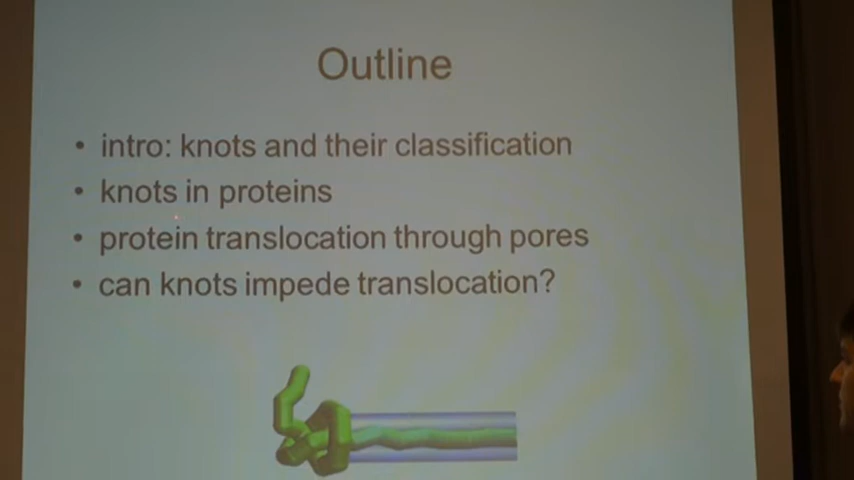 Outline
• intro: knots and their classification
• knots in proteins
• protein translocation through pores
• can knots impede translocation?